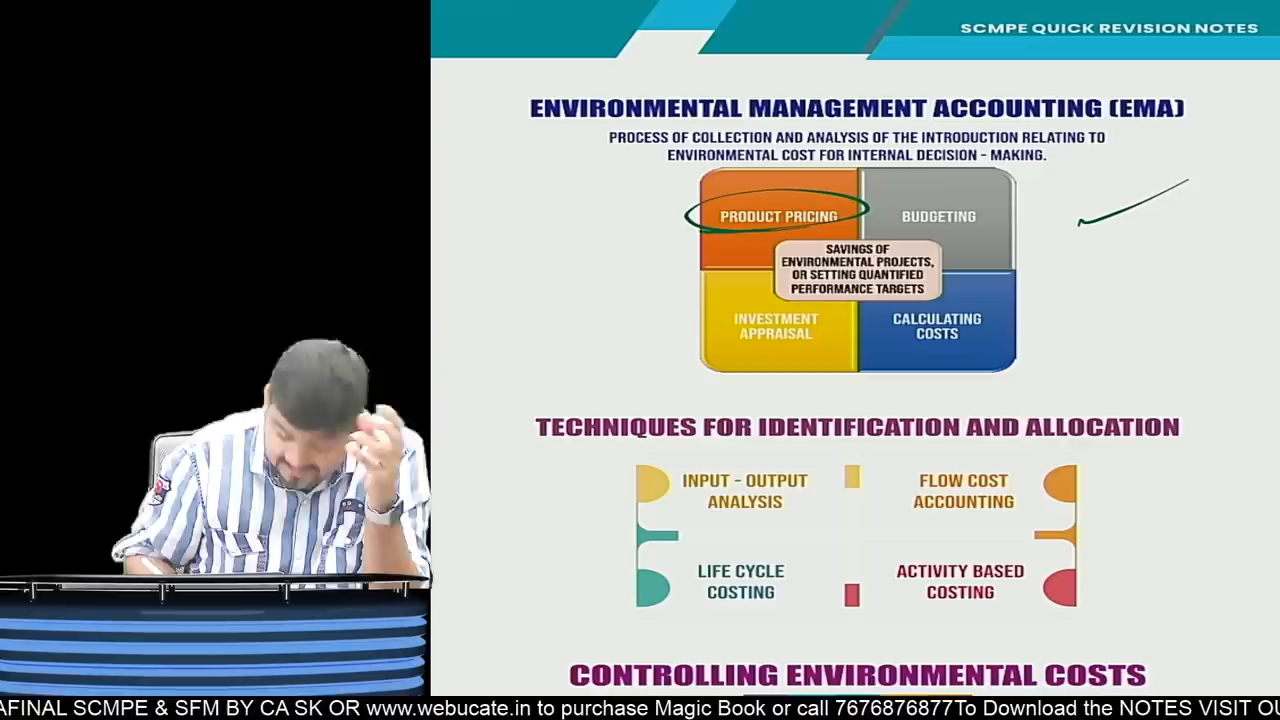 SCMPE QUICK REVISION NOTES
ENVIRONMENTAL MANAGEMENT ACCOUNTING (EMA)
PROCESS OF COLLECTION AND ANALYSIS OF THE INTRODUCTION RELATING TO
ENVIRONMENTAL COST FOR INTERNAL DECISION - MAKING.
PRODUCT PRICING
BUDGETING
SAVINGS OF
ENVIRONMENTAL PROJECTS,
OR SETTING QUANTIFIED
PERFORMANCE TARGETS
INVESTMENT
APPRAISAL
CALCULATING
COSTS
TECHNIQUES FOR IDENTIFICATION AND ALLOCATION
INPUT - OUTPUT
ANALYSIS
FLOW COST
ACCOUNTING
LIFE CYCLE
COSTING
ACTIVITY BASED
COSTING
CONTROLLING ENVIRONMENTAL COSTS
AFINAL SCMPE & SFM BY CA SK OR www.webucate.in to purchase Magic Book or call 7676876877To Download the NOTES VISIT OU